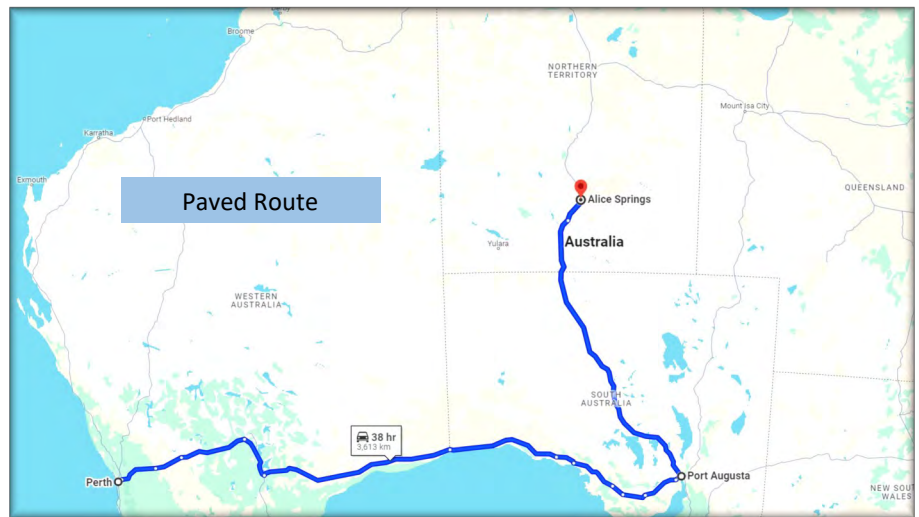 Broome
NORTHERN
TERRITORY
Mount Isa City
Port Hedland
Karratha
Exmouth
Paved Route
QUEENSLAND
Alice Springs
Yulara
Australia
WESTERN
AUSTRALIA
SOUTH
AUSTRALIA
38 hr
3,613 km
Perth
Port Augusta
NEW SOU
WALES